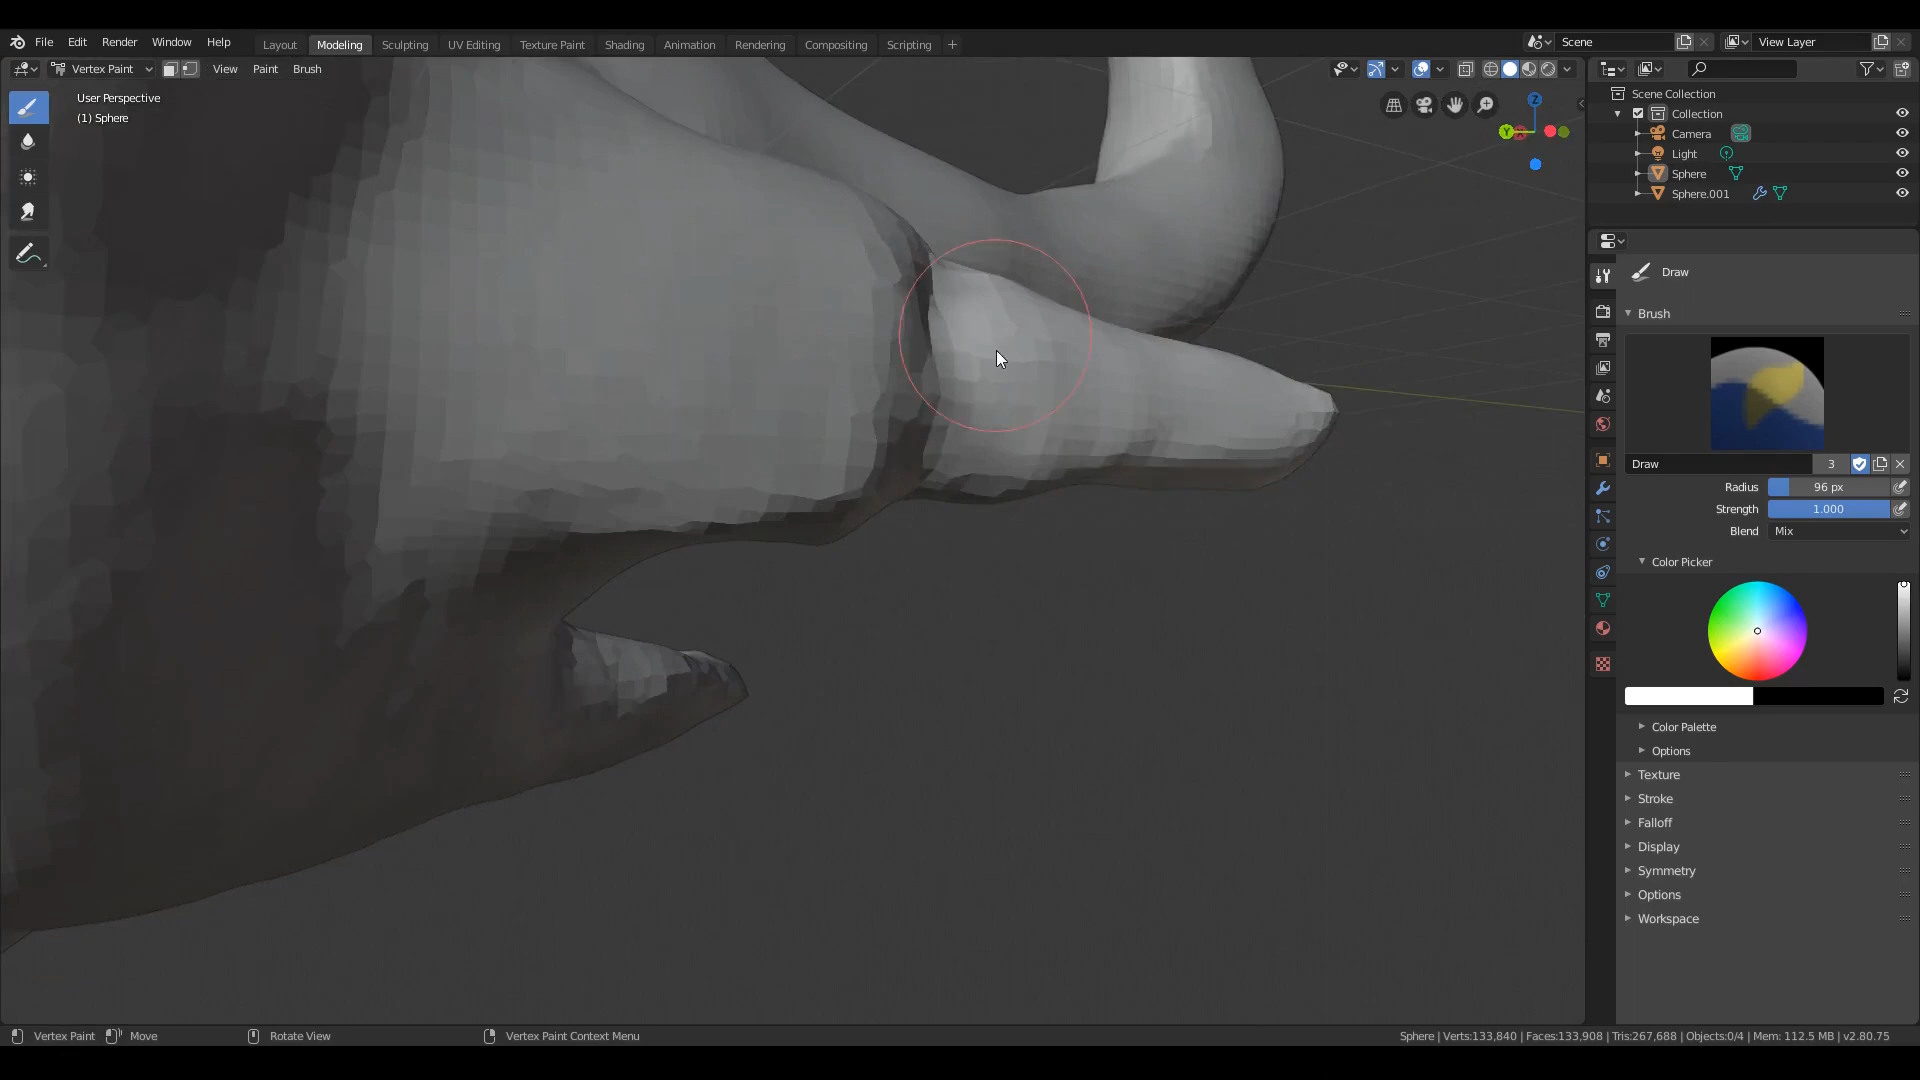 File Edit Render Window Help
Layout Modeling Sculpting UV Editing Texture Paint Shading Animation Rendering Compositing Scripting +
Scene
View Layer
Vertex Paint View Paint Brush
User Perspective
(1) Sphere
Z
Y
Scene Collection
Collection
Camera
Light
Sphere
Sphere.001
Draw
Brush
Draw 3
Radius 96 px
Strength 1.000
Blend Mix
Color Picker
Color Palette
Options
Texture
Stroke
Falloff
Display
Symmetry
Options
Workspace
Vertex Paint Move Rotate View Vertex Paint Context Menu
Sphere | Verts:133,840 | Faces:133,908 | Tris:267,688 | Objects:0/4 | Mem: 112.5 MB | v2.80.75